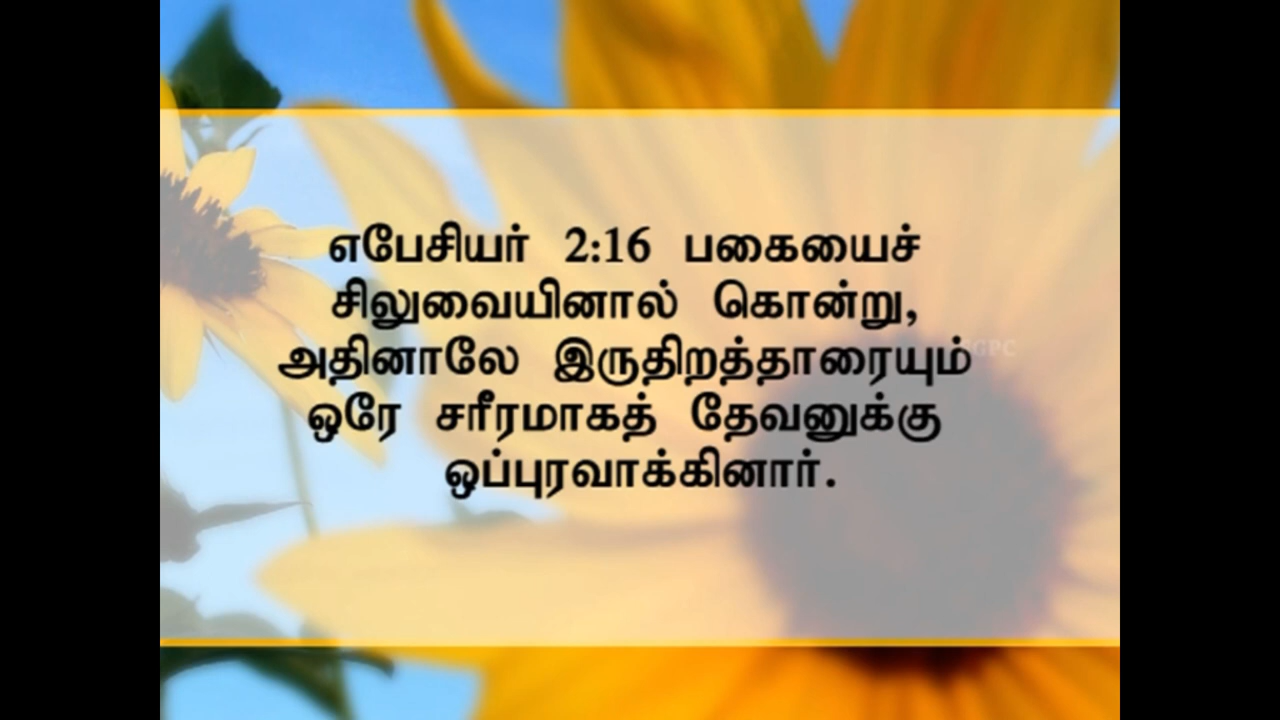 எபேசியர் 2:16 பகையைச்
சிலுவையினால் கொன்று,
அதினாலே இருதிறத்தாரையும்
ஒரே சரீரமாகத் தேவனுக்கு
ஒப்புரவாக்கினார்.